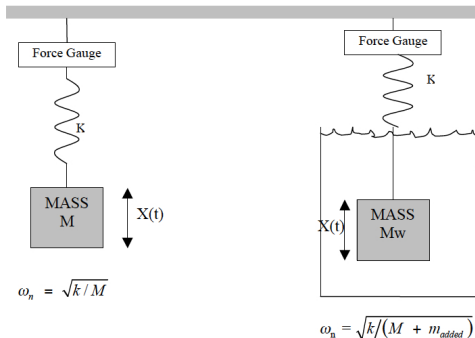 Force Gauge
K
MASS
M
X(t)
ωn = √k/M
Force Gauge
K
X(t)
MASS
Mw
ωn = √k/(M + madded)